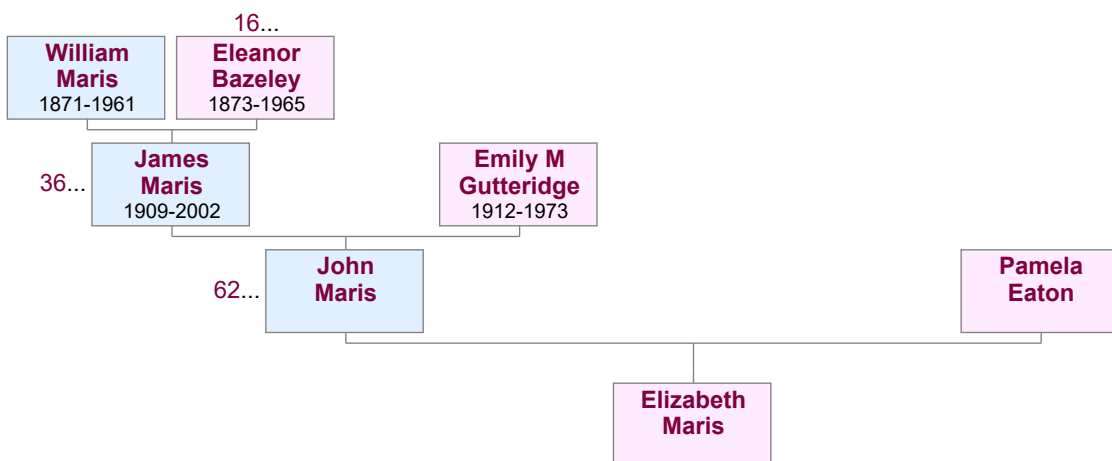 16...
William
Maris
1871-1961
Eleanor
Bazeley
1873-1965
36...
James
Maris
1909-2002
Emily M
Gutteridge
1912-1973
62...
John
Maris
Pamela
Eaton
Elizabeth
Maris